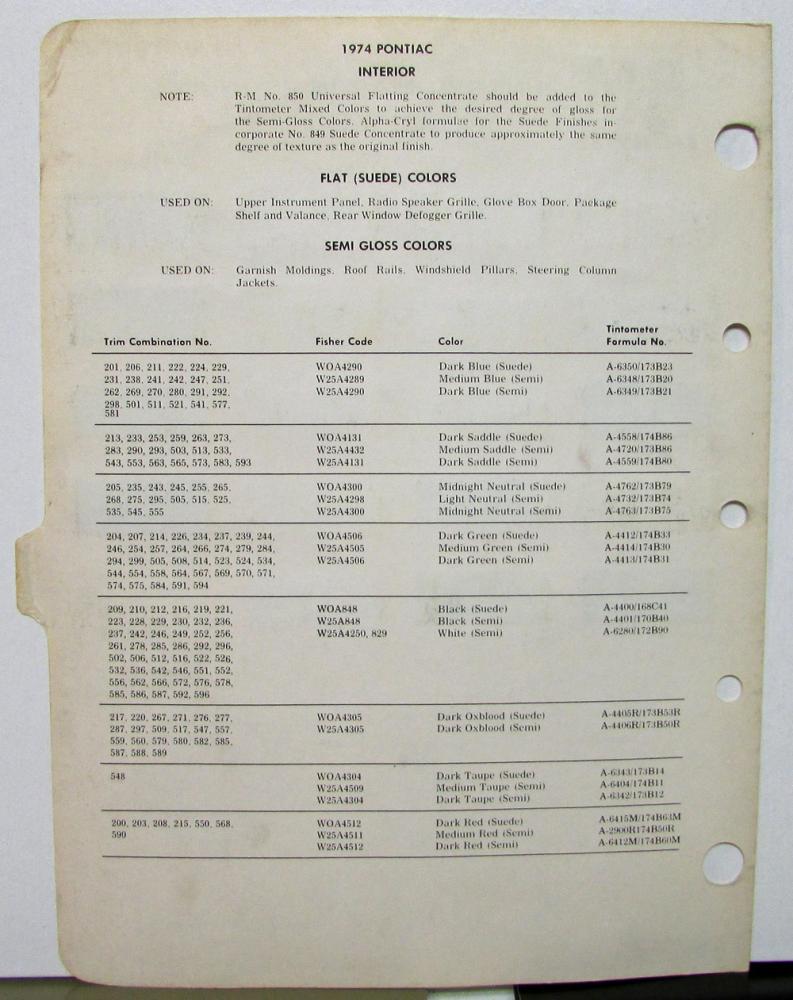 1974 PONTIAC
INTERIOR
NOTE: R-M No. 850 Universal Flatting Concentrate should be added to the
Tintometer Mixed Colors to achieve the desired degree of gloss for
the Semi-Gloss Colors. Alpha-Cryl formulae for the Suede Finishes in-
corporate No. 849 Suede Concentrate to produce approximately the same
degree of texture as the original finish.
FLAT (SUEDE) COLORS
USED ON: Upper Instrument Panel, Radio Speaker Grille, Glove Box Door, Package
Shelf and Valance, Rear Window Defogger Grille.
SEMI GLOSS COLORS
USED ON: Garnish Moldings, Roof Rails, Windshield Pillars, Steering Column
Jackets.
Tintometer
Trim Combination No. Fisher Code Color Formula No.
201, 206, 211, 222, 224, 229, WOA4290 Dark Blue (Suede) A-6350/173B23
231, 238, 241, 242, 247, 251, W25A4289 Medium Blue (Semi) A-6348/173B20
262, 269, 270, 280, 291, 292, W25A4290 Dark Blue (Semi) A-6349/173B21
298, 501, 511, 521, 541, 577,
581
213, 233, 253, 259, 263, 273, WOA4131 Dark Saddle (Suede) A-4558/174B86
283, 290, 293, 503, 513, 533, W25A4432 Medium Saddle (Semi) A-4720/173B86
543, 553, 563, 565, 573, 583, 593 W25A4131 Dark Saddle (Semi) A-4559/174B80
205, 235, 243, 245, 255, 265, WOA4300 Midnight Neutral (Suede) A-4762/173B79
268, 275, 295, 505, 515, 525, W25A4298 Light Neutral (Semi) A-4732/173B74
535, 545, 555 W25A4300 Midnight Neutral (Semi) A-4763/173B75
204, 207, 214, 226, 234, 237, 239, 244, WOA4506 Dark Green (Suede) A-4412/174B33
246, 254, 257, 264, 266, 274, 279, 284, W25A4505 Medium Green (Semi) A-4414/174B30
294, 299, 505, 508, 514, 523, 524, 534, W25A4506 Dark Green (Semi) A-4413/174B31
544, 554, 558, 564, 567, 569, 570, 571,
574, 575, 584, 591, 594
209, 210, 212, 216, 219, 221, WOA848 Black (Suede) A-4400/168C41
223, 228, 229, 230, 232, 236, W25A848 Black (Semi) A-4401/170B40
237, 242, 246, 249, 252, 256, W25A4250, 829 White (Semi) A-6280/172B90
261, 278, 285, 286, 292, 296,
502, 506, 512, 516, 522, 526,
532, 536, 542, 546, 551, 552,
556, 562, 566, 572, 576, 578,
585, 586, 587, 592, 596
217, 220, 267, 271, 276, 277, WOA4305 Dark Oxblood (Suede) A-4405R/173B53R
287, 297, 509, 517, 547, 557, W25A4305 Dark Oxblood (Semi) A-4406R/173B50R
559, 560, 579, 580, 582, 585,
587, 588, 589
548 WOA4304 Dark Taupe (Suede) A-6343/173B14
W25A4509 Medium Taupe (Semi) A-6404/174B11
W25A4304 Dark Taupe (Semi) A-6342/173B12
200, 203, 208, 215, 550, 568, WOA4512 Dark Red (Suede) A-6415M/174B63M
590 W25A4511 Medium Red (Semi) A-2900R174B50R
W25A4512 Dark Red (Semi) A-6412M/174B60M